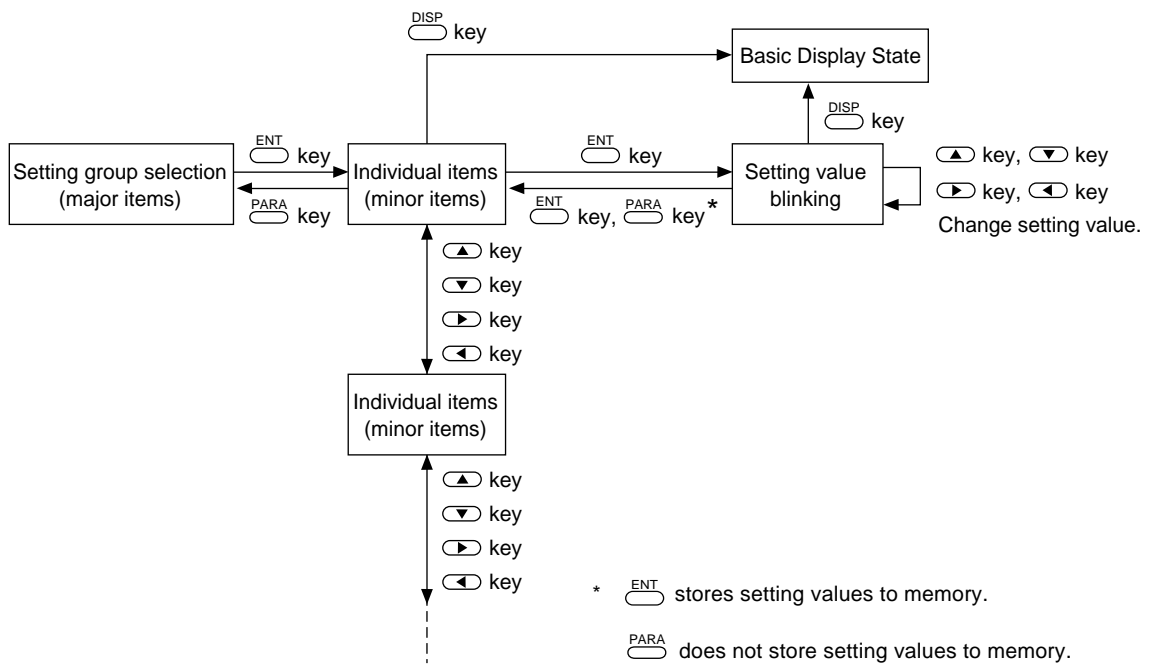 DISP key
Basic Display State
DISP key
Setting group selection
(major items)
ENT key
PARA key
Individual items
(minor items)
ENT key
ENT key, PARA key*
Setting value
blinking
▲ key, ▼ key
▶ key, ◀ key
Change setting value.
▲ key
▼ key
▶ key
◀ key
Individual items
(minor items)
▲ key
▼ key
▶ key
◀ key
* ENT stores setting values to memory.
PARA does not store setting values to memory.